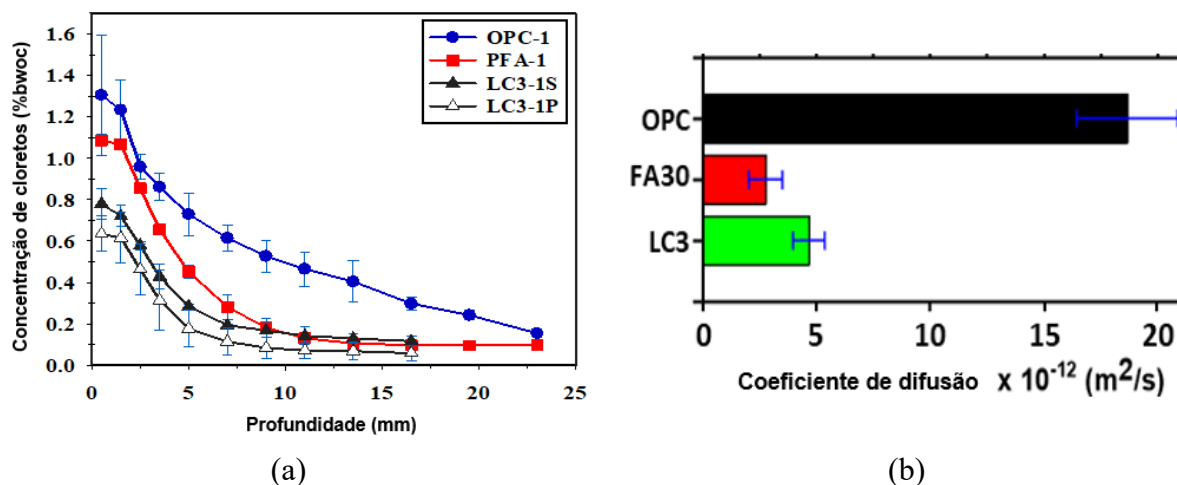 1.6
1.4
1.2
1.0
0.8
0.6
0.4
0.2
0.0
Concentração de cloretos (%bwoc)
OPC-1
PFA-1
LC3-1S
LC3-1P
0 5 10 15 20 25
Profundidade (mm)
(a)
OPC
FA30
LC3
0 5 10 15 20
Coeficiente de difusão x 10⁻¹² (m²/s)
(b)